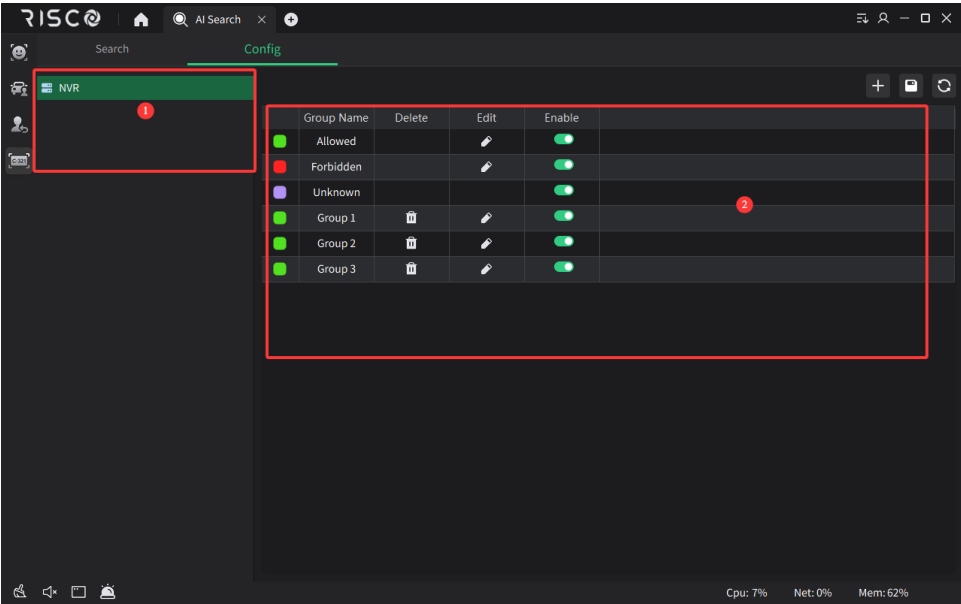 RISCO
AI Search
Search
Config
NVR
1
Group Name Delete Edit Enable
Allowed
Forbidden
Unknown
2
Group 1
Group 2
Group 3
Cpu: 7% Net: 0% Mem: 62%